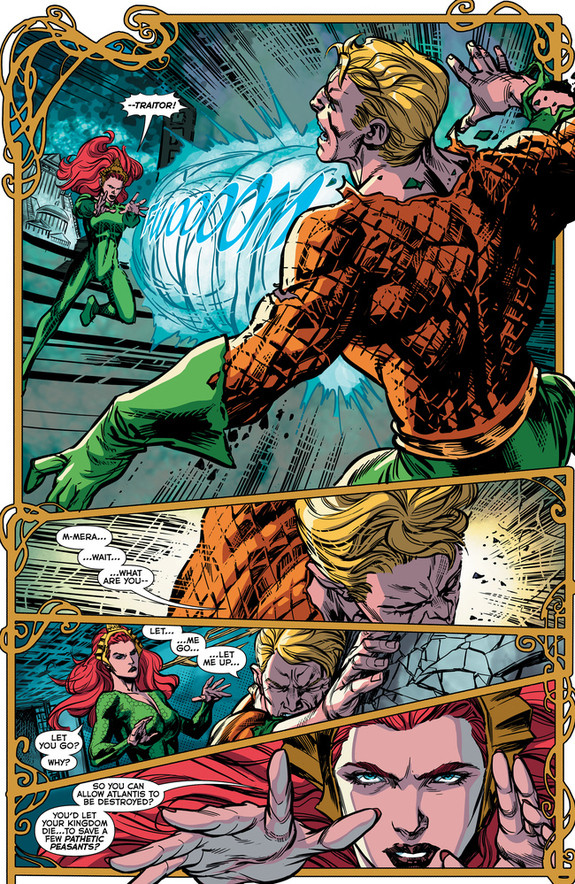 --TRAITOR!
FWOOOOM
M-MERA...
...WAIT...
...WHAT
ARE YOU--
LET...
...ME
GO...
...LET
ME UP...
LET
YOU GO?
WHY?
SO YOU CAN
ALLOW ATLANTIS TO
BE DESTROYED?
YOU'D LET
YOUR KINGDOM
DIE...TO SAVE A
FEW PATHETIC
PEASANTS?